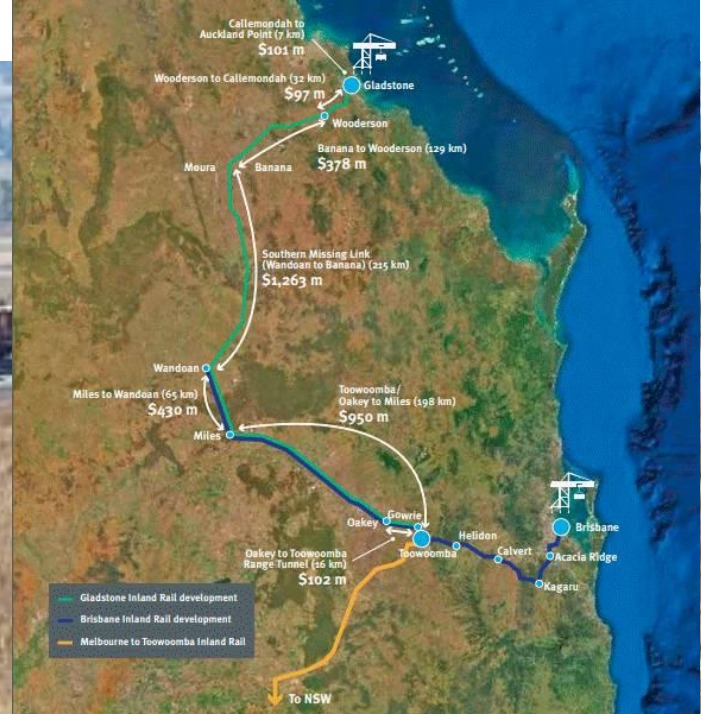 Callemondah to
Auckland Point (7 km)
$101 m
Wooderson to Callemondah (32 km)
$97 m
Gladstone
Wooderson
Banana to Wooderson (129 km)
$378 m
Moura
Banana
Southern Missing Link
(Wandoan to Banana) (215 km)
$1,263 m
Wandoan
Miles to Wandoan (65 km)
$430 m
Toowoomba/
Oakey to Miles (198 km)
$950 m
Miles
Gowrie
Oakey
Brisbane
Helidon
Toowoomba
Calvert
Acacia Ridge
Oakey to Toowoomba
Range Tunnel (16 km)
$102 m
Kagaru
Gladstone Inland Rail development
Brisbane Inland Rail development
Melbourne to Toowoomba Inland Rail
To NSW